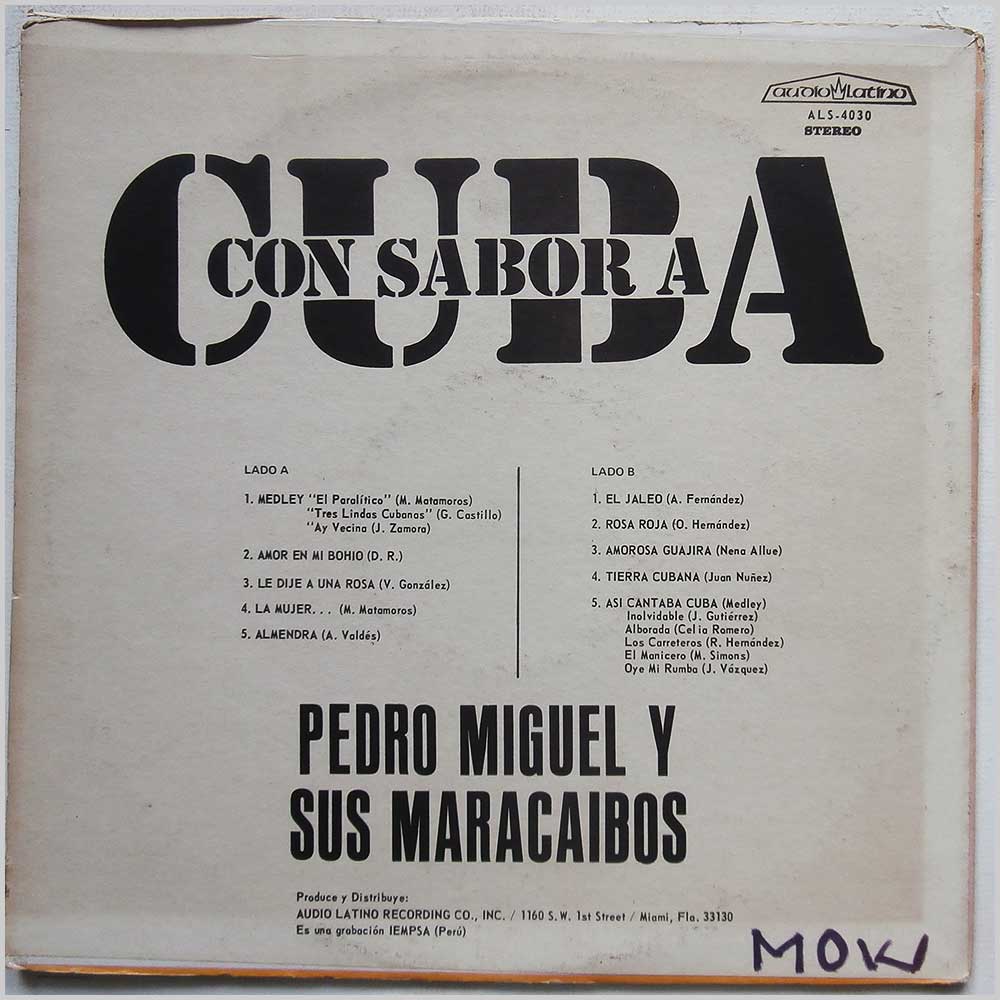 audio Latino
ALS-4030
STEREO
CUBA
CON SABOR A
LADO A
1. MEDLEY "El Paralítico" (M. Matamoros)
"Tres Lindas Cubanas" (G. Castillo)
"Ay Vecina (J. Zamora)
2. AMOR EN MI BOHIO (D. R.)
3. LE DIJE A UNA ROSA (V. González)
4. LA MUJER... (M. Matamoros)
5. ALMENDRA (A. Valdés)
LADO B
1. EL JALEO (A. Fernández)
2. ROSA ROJA (O. Hernández)
3. AMOROSA GUAJIRA (Nena Allue)
4. TIERRA CUBANA (Juan Nuñez)
5. ASI CANTABA CUBA (Medley)
Inolvidable (J. Gutiérrez)
Alborada (Celia Romero)
Los Carreteros (R. Hernández)
El Manicero (M. Simons)
Oye Mi Rumba (J. Vázquez)
PEDRO MIGUEL Y
SUS MARACAIBOS
Produce y Distribuye:
AUDIO LATINO RECORDING CO., INC. / 1160 S.W. 1st Street / Miami, Fla. 33130
Es una grabación IEMPSA (Perú)